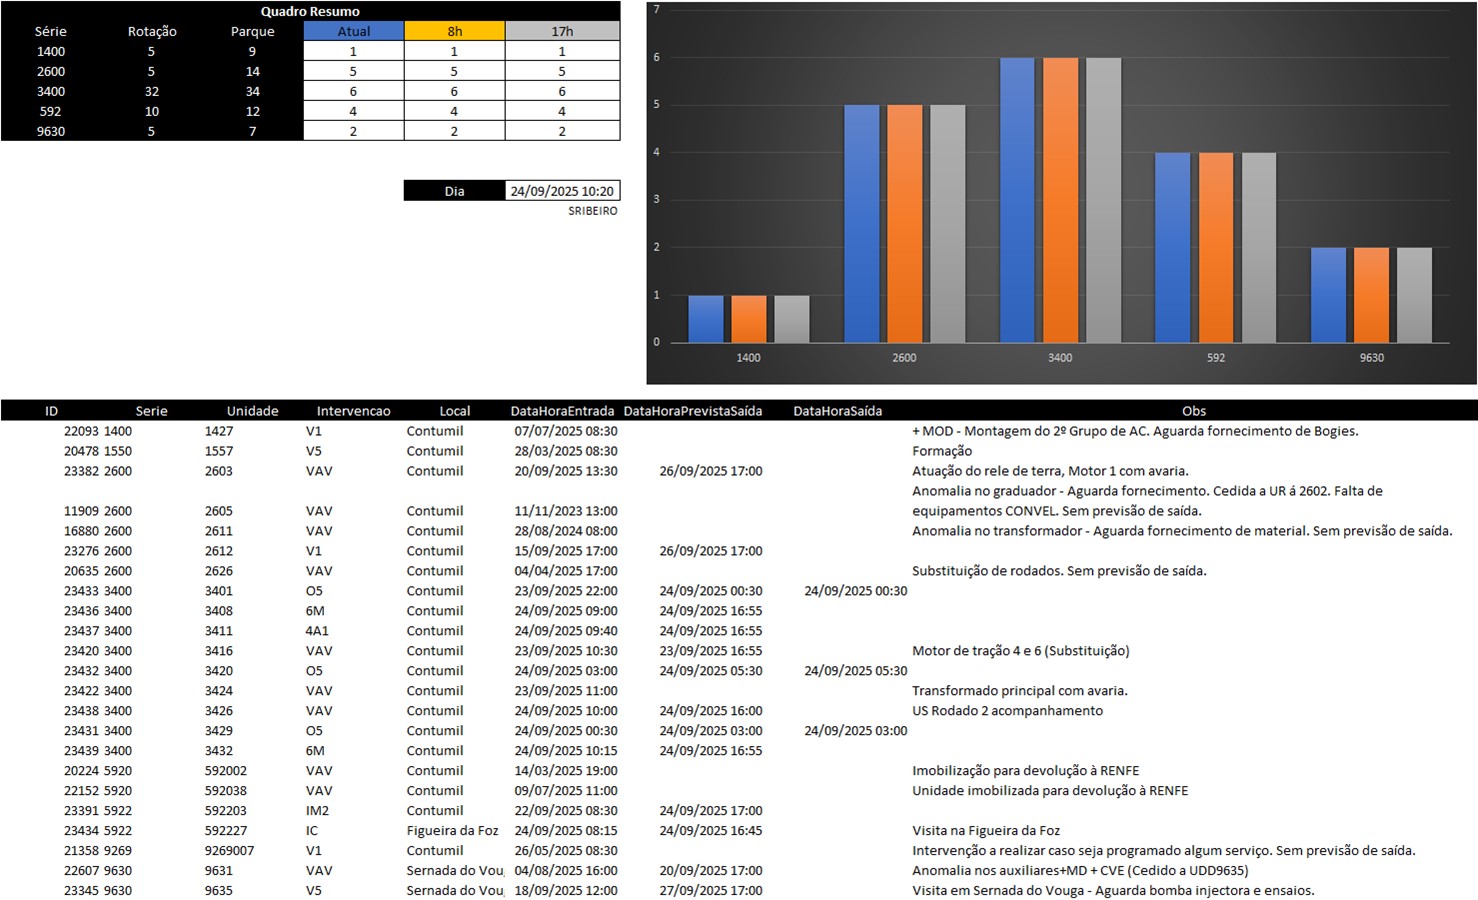 Quadro Resumo
Série Rotação Parque Atual 8h 17h
1400 5 9 1 1 1
2600 5 14 5 5 5
3400 32 34 6 6 6
592 10 12 4 4 4
9630 5 7 2 2 2
Dia 24/09/2025 10:20
SRIBEIRO
7
6
5
4
3
2
1
0
1400 2600 3400 592 9630
ID Serie Unidade Intervencao Local DataHoraEntrada DataHoraPrevistaSaída DataHoraSaída Obs
22093 1400 1427 V1 Contumil 07/07/2025 08:30 + MOD - Montagem do 2º Grupo de AC. Aguarda fornecimento de Bogies.
20478 1550 1557 V5 Contumil 28/03/2025 08:30 Formação
23382 2600 2603 VAV Contumil 20/09/2025 13:30 26/09/2025 17:00 Atuação do rele de terra, Motor 1 com avaria.
Anomalia no graduador - Aguarda fornecimento. Cedida a UR á 2602. Falta de
11909 2600 2605 VAV Contumil 11/11/2023 13:00 equipamentos CONVEL. Sem previsão de saída.
16880 2600 2611 VAV Contumil 28/08/2024 08:00 Anomalia no transformador - Aguarda fornecimento de material. Sem previsão de saída.
23276 2600 2612 V1 Contumil 15/09/2025 17:00 26/09/2025 17:00
20635 2600 2626 VAV Contumil 04/04/2025 17:00 Substituição de rodados. Sem previsão de saída.
23433 3400 3401 O5 Contumil 23/09/2025 22:00 24/09/2025 00:30 24/09/2025 00:30
23436 3400 3408 6M Contumil 24/09/2025 09:00 24/09/2025 16:55
23437 3400 3411 4A1 Contumil 24/09/2025 09:40 24/09/2025 16:55
23420 3400 3416 VAV Contumil 23/09/2025 10:30 23/09/2025 16:55 Motor de tração 4 e 6 (Substituição)
23432 3400 3420 O5 Contumil 24/09/2025 03:00 24/09/2025 05:30 24/09/2025 05:30
23422 3400 3424 VAV Contumil 23/09/2025 11:00 Transformado principal com avaria.
23438 3400 3426 VAV Contumil 24/09/2025 10:00 24/09/2025 16:00 US Rodado 2 acompanhamento
23431 3400 3429 O5 Contumil 24/09/2025 00:30 24/09/2025 03:00 24/09/2025 03:00
23439 3400 3432 6M Contumil 24/09/2025 10:15 24/09/2025 16:55
20224 5920 592002 VAV Contumil 14/03/2025 19:00 Imobilização para devolução à RENFE
22152 5920 592038 VAV Contumil 09/07/2025 11:00 Unidade imobilizada para devolução à RENFE
23391 5922 592203 IM2 Contumil 22/09/2025 08:30 24/09/2025 17:00
23434 5922 592227 IC Figueira da Foz 24/09/2025 08:15 24/09/2025 16:45 Visita na Figueira da Foz
21358 9269 9269007 V1 Contumil 26/05/2025 08:30 Intervenção a realizar caso seja programado algum serviço. Sem previsão de saída.
22607 9630 9631 VAV Sernada do Vou 04/08/2025 16:00 20/09/2025 17:00 Anomalia nos auxiliares+MD + CVE (Cedido a UDD9635)
23345 9630 9635 V5 Sernada do Vou 18/09/2025 12:00 27/09/2025 17:00 Visita em Sernada do Vouga - Aguarda bomba injectora e ensaios.